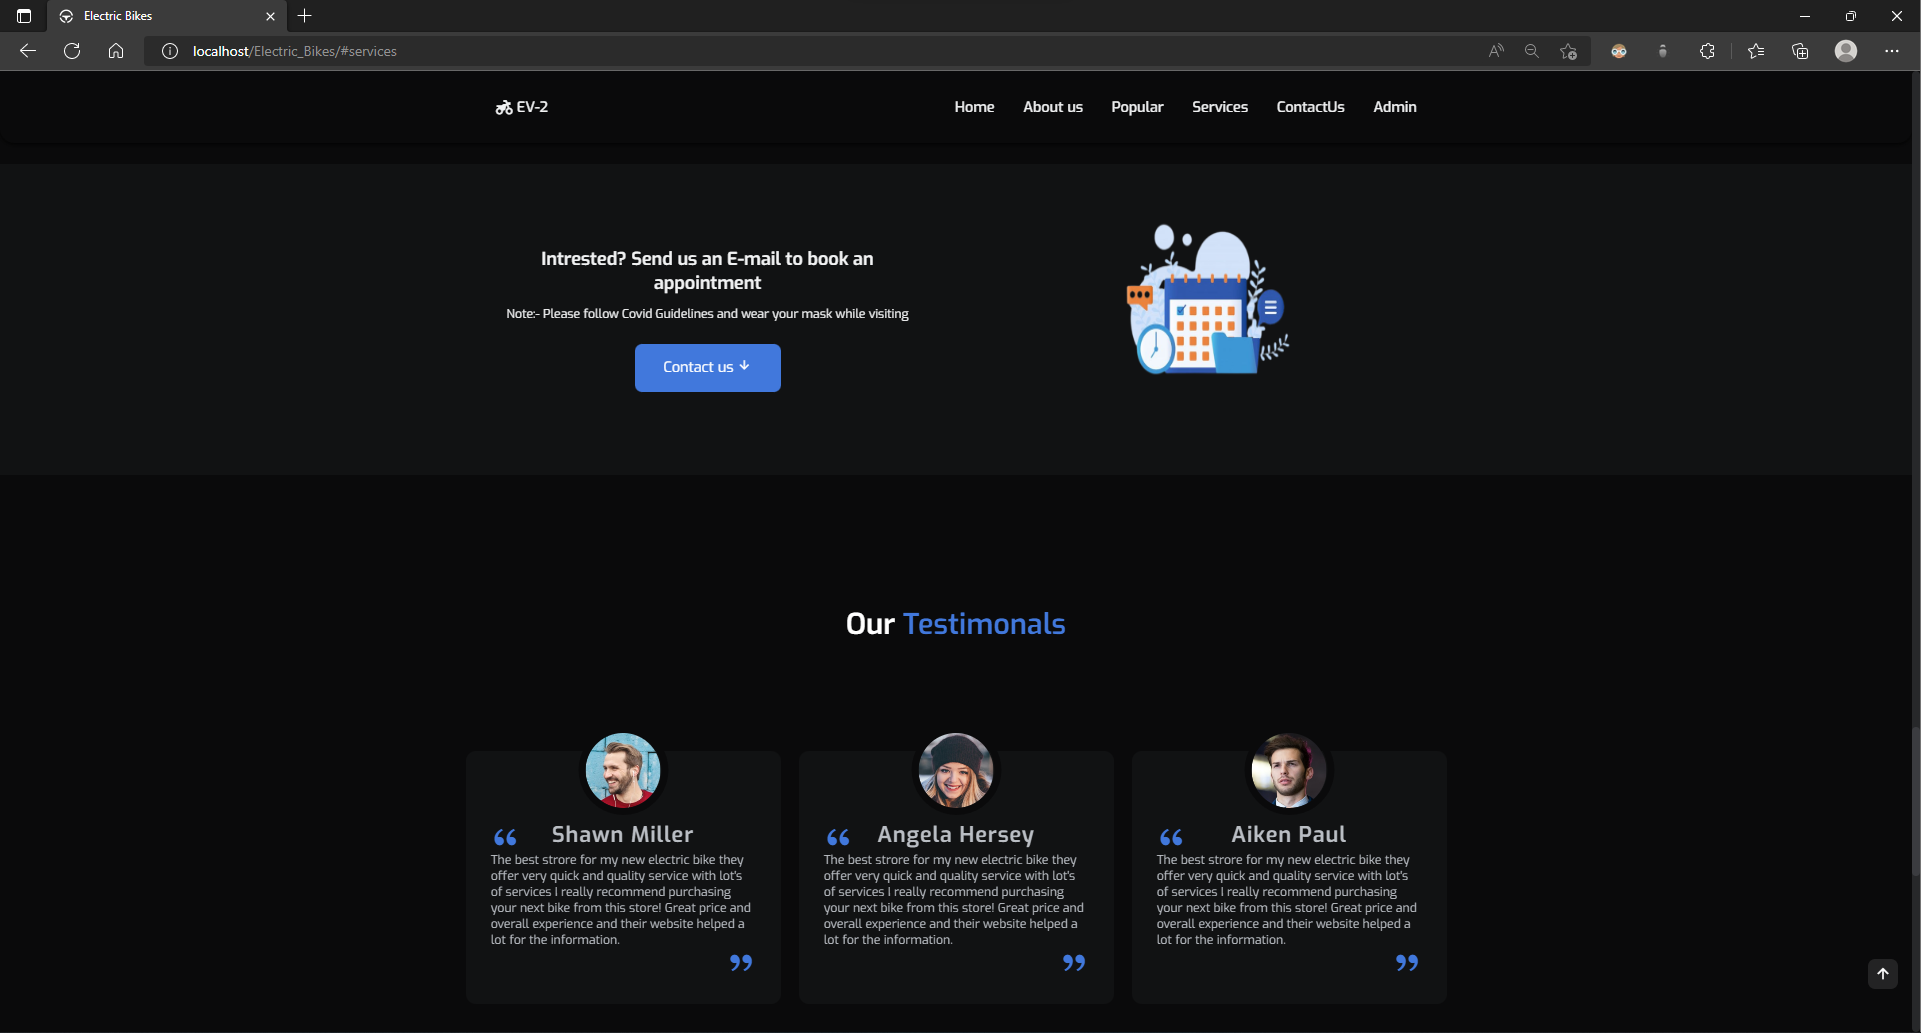 Electric Bikes
localhost/Electric_Bikes/#services
EV-2
Home About us Popular Services ContactUs Admin
Intrested? Send us an E-mail to book an
appointment
Note:- Please follow Covid Guidelines and wear your mask while visiting
Contact us
Our Testimonals
Shawn Miller
The best strore for my new electric bike they
offer very quick and quality service with lot's
of services I really recommend purchasing
your next bike from this store! Great price and
overall experience and their website helped a
lot for the information.
Angela Hersey
The best strore for my new electric bike they
offer very quick and quality service with lot's
of services I really recommend purchasing
your next bike from this store! Great price and
overall experience and their website helped a
lot for the information.
Aiken Paul
The best strore for my new electric bike they
offer very quick and quality service with lot's
of services I really recommend purchasing
your next bike from this store! Great price and
overall experience and their website helped a
lot for the information.